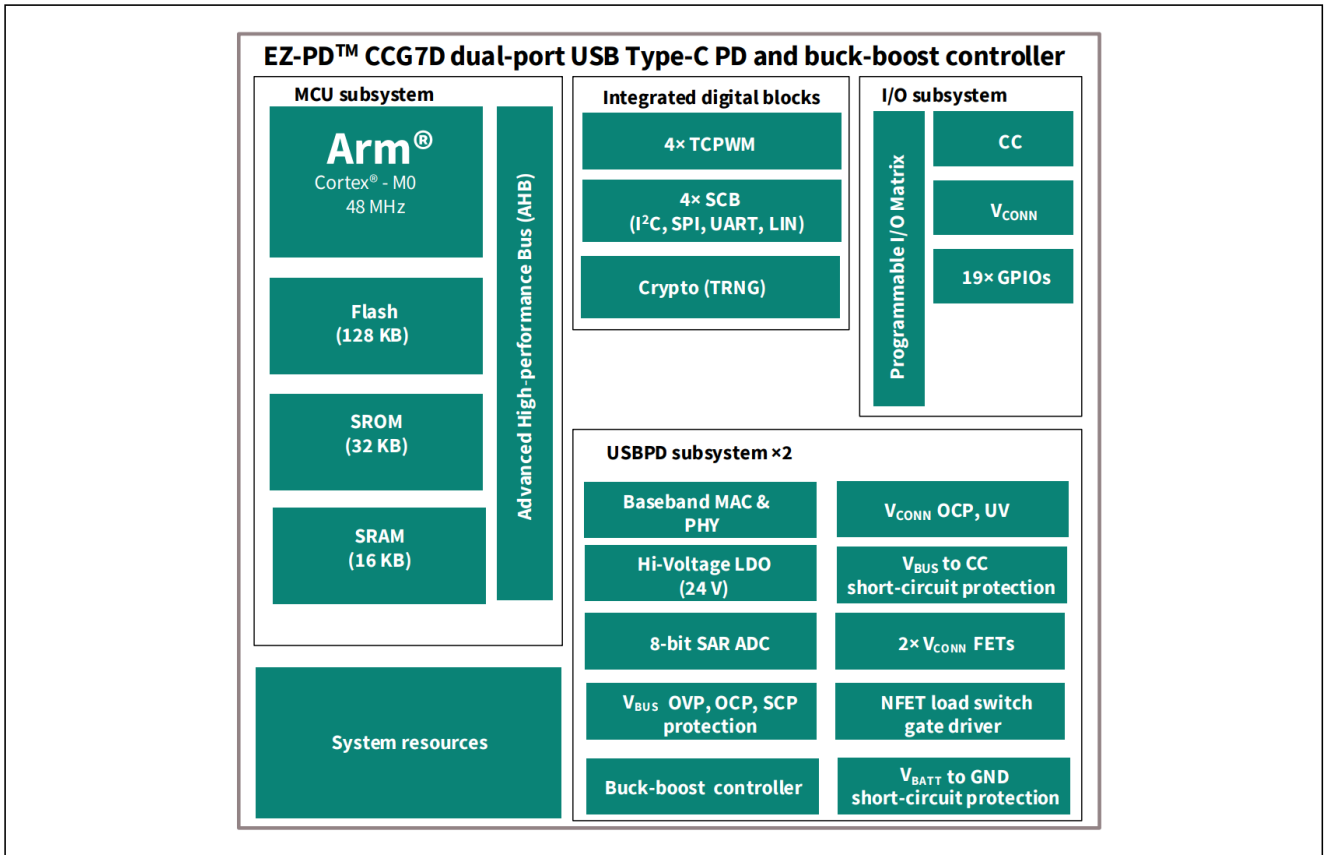 EZ-PD™ CCG7D dual-port USB Type-C PD and buck-boost controller
MCU subsystem
Arm®
Cortex® - M0
48 MHz
Flash
(128 KB)
SROM
(32 KB)
SRAM
(16 KB)
Advanced High-performance Bus (AHB)
System resources
Integrated digital blocks
4× TCPWM
4× SCB
(I²C, SPI, UART, LIN)
Crypto (TRNG)
I/O subsystem
Programmable I/O Matrix
CC
VCONN
19× GPIOs
USBPD subsystem ×2
Baseband MAC &
PHY
Hi-Voltage LDO
(24 V)
8-bit SAR ADC
VBUS OVP, OCP, SCP
protection
Buck-boost controller
VCONN OCP, UV
VBUS to CC
short-circuit protection
2× VCONN FETs
NFET load switch
gate driver
VBATT to GND
short-circuit protection